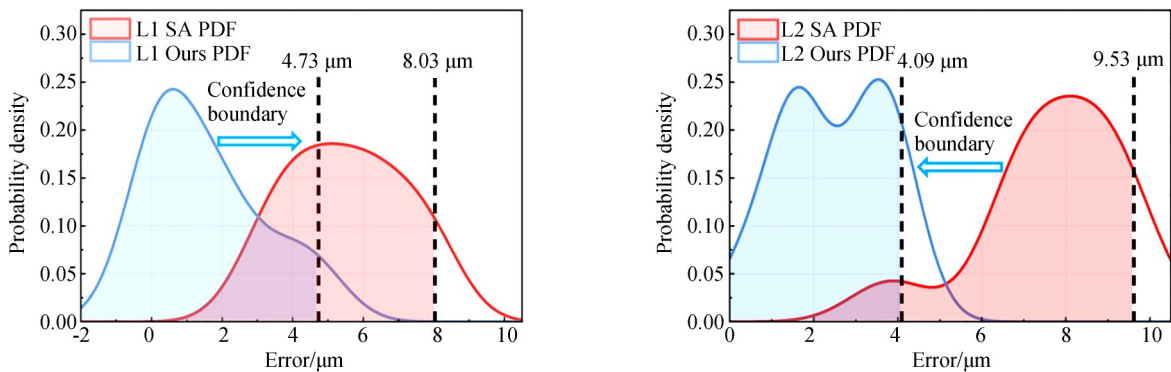 L1 SA PDF
L1 Ours PDF
4.73 μm
8.03 μm
Confidence
boundary
Probability density
0.30
0.25
0.20
0.15
0.10
0.05
0.00
-2
0
2
4
6
8
10
Error/μm
L2 SA PDF
L2 Ours PDF
4.09 μm
9.53 μm
Confidence
boundary
Probability density
0.30
0.25
0.20
0.15
0.10
0.05
0.00
0
2
4
6
8
10
Error/μm